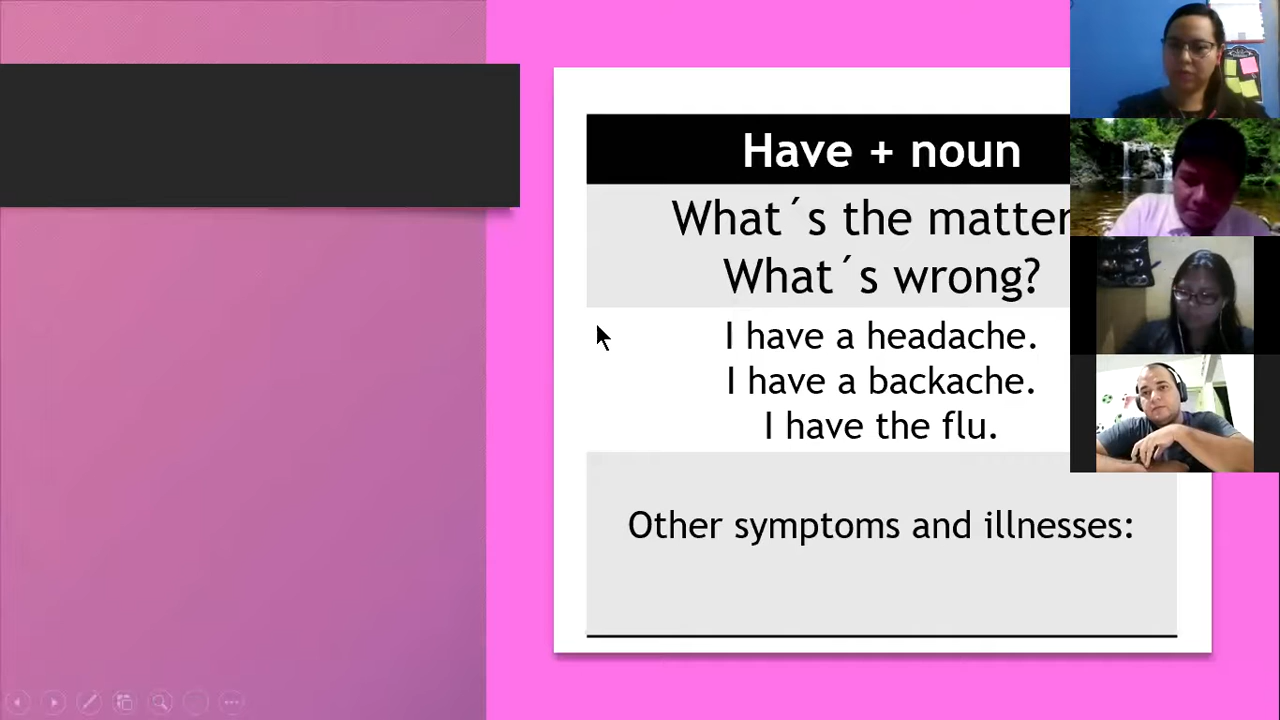 Have + noun
What´s the matter
What´s wrong?
I have a headache.
I have a backache.
I have the flu.
Other symptoms and illnesses: